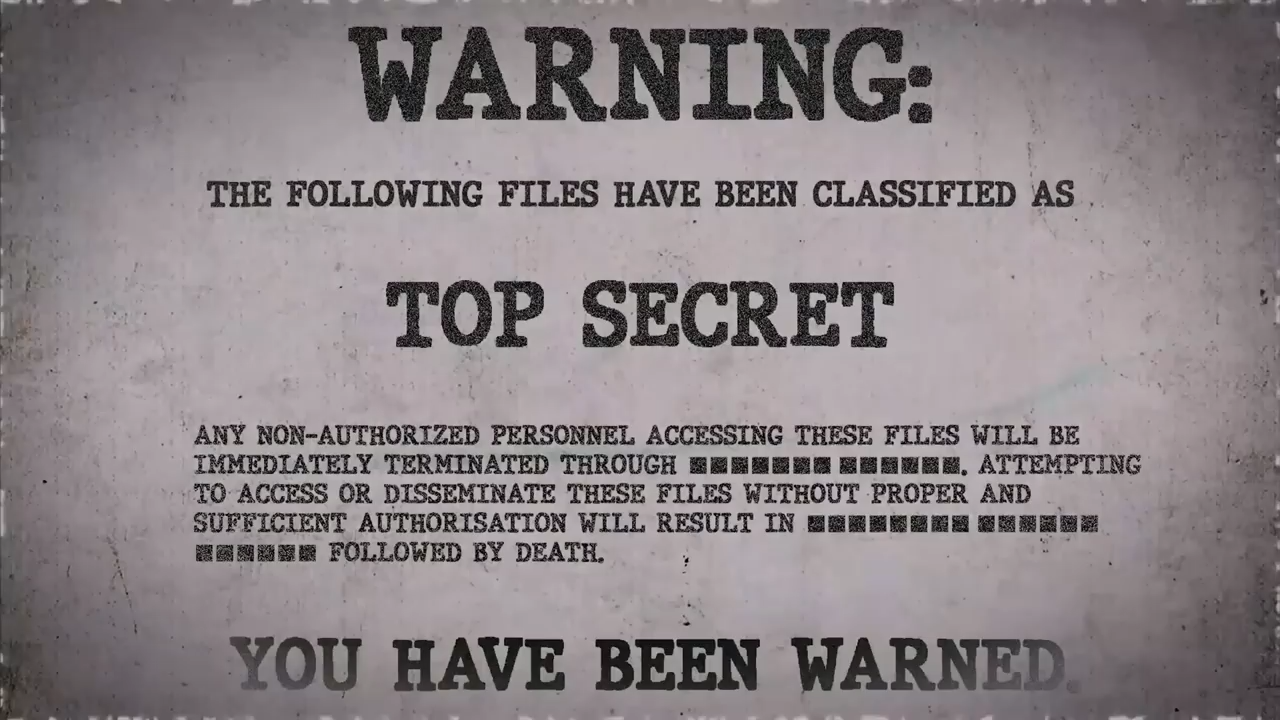 WARNING:
THE FOLLOWING FILES HAVE BEEN CLASSIFIED AS
TOP SECRET
ANY NON-AUTHORIZED PERSONNEL ACCESSING THESE FILES WILL BE
IMMEDIATELY TERMINATED THROUGH ■■■■■■■■ ■■■■■■■. ATTEMPTING
TO ACCESS OR DISSEMINATE THESE FILES WITHOUT PROPER AND
SUFFICIENT AUTHORISATION WILL RESULT IN ■■■■■■■■ ■■■■■■
■■■■■■ FOLLOWED BY DEATH.
YOU HAVE BEEN WARNED.